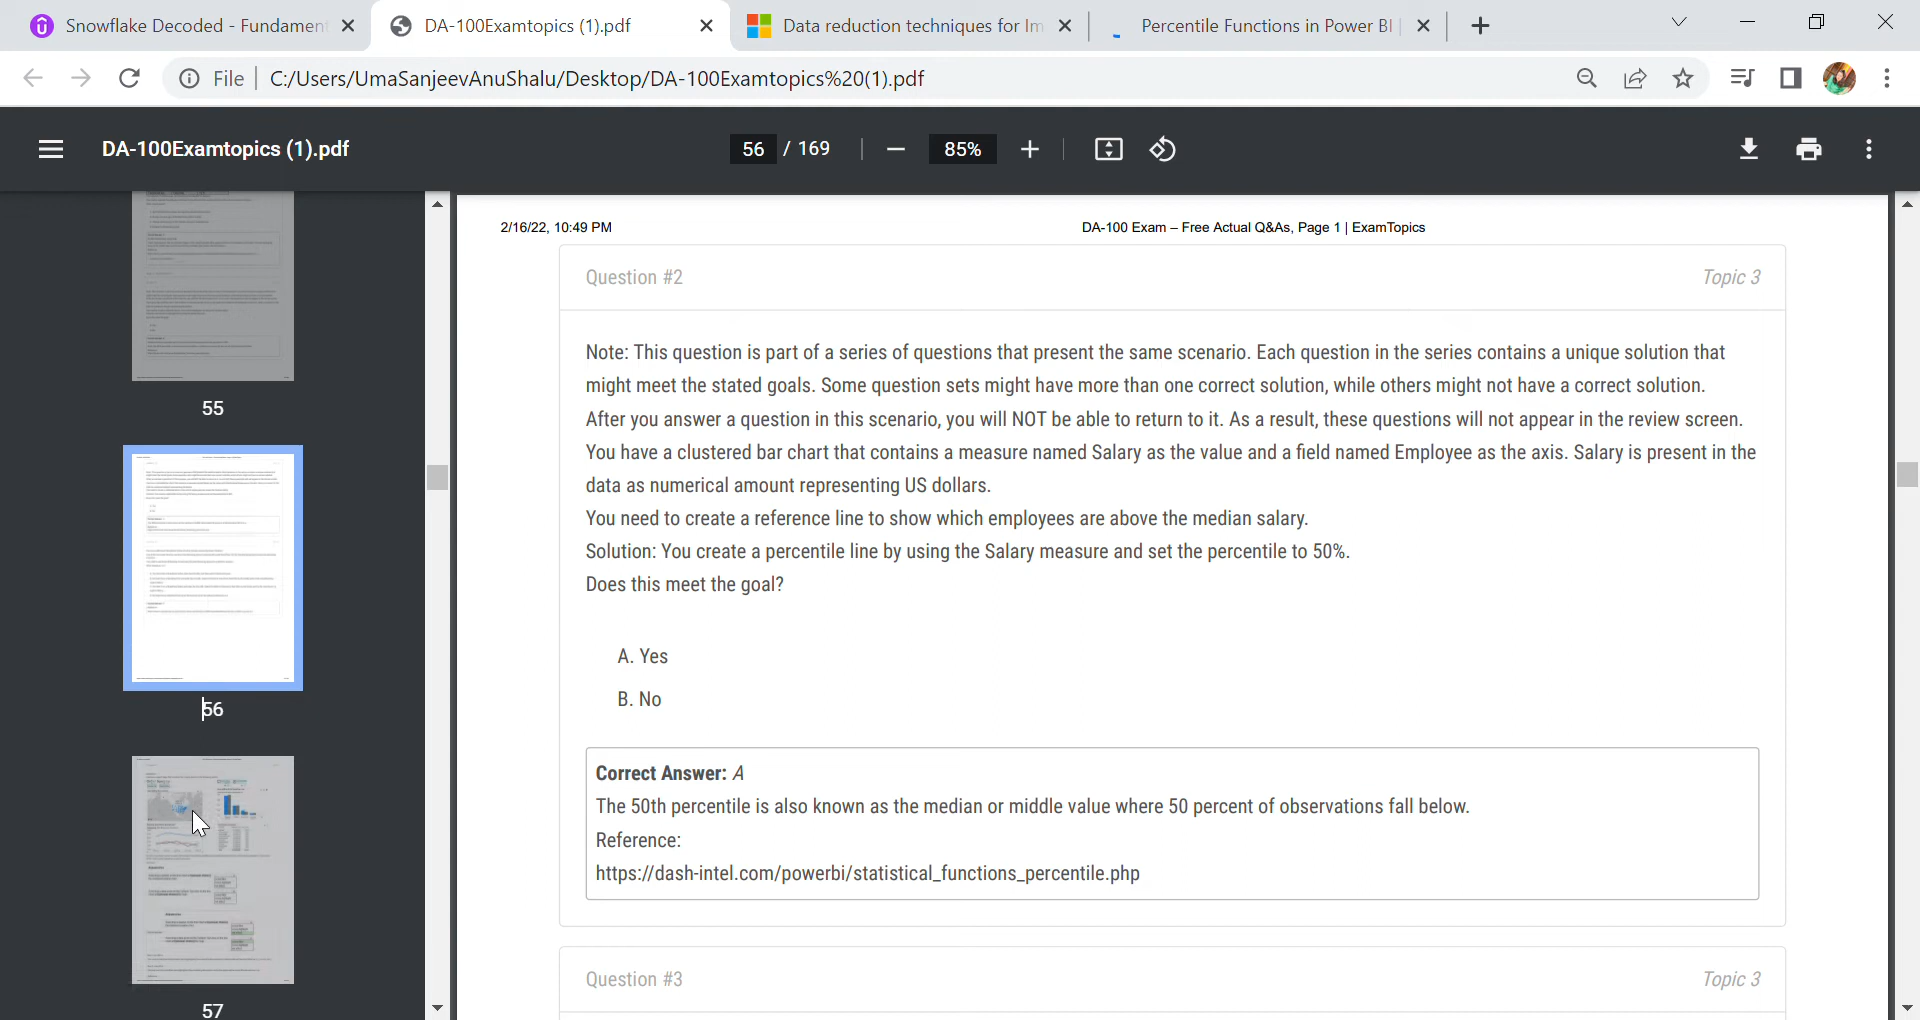 Snowflake Decoded - Fundament
DA-100Examtopics (1).pdf
Data reduction techniques for Im
Percentile Functions in Power BI |
File
C:/Users/UmaSanjeevAnuShalu/Desktop/DA-100Examtopics%20(1).pdf
DA-100Examtopics (1).pdf
56 / 169
85%
55
56
57
2/16/22, 10:49 PM
DA-100 Exam – Free Actual Q&As, Page 1 | ExamTopics
Question #2
Topic 3
Note: This question is part of a series of questions that present the same scenario. Each question in the series contains a unique solution that
might meet the stated goals. Some question sets might have more than one correct solution, while others might not have a correct solution.
After you answer a question in this scenario, you will NOT be able to return to it. As a result, these questions will not appear in the review screen.
You have a clustered bar chart that contains a measure named Salary as the value and a field named Employee as the axis. Salary is present in the
data as numerical amount representing US dollars.
You need to create a reference line to show which employees are above the median salary.
Solution: You create a percentile line by using the Salary measure and set the percentile to 50%.
Does this meet the goal?
A. Yes
B. No
Correct Answer: A
The 50th percentile is also known as the median or middle value where 50 percent of observations fall below.
Reference:
https://dash-intel.com/powerbi/statistical_functions_percentile.php
Question #3
Topic 3